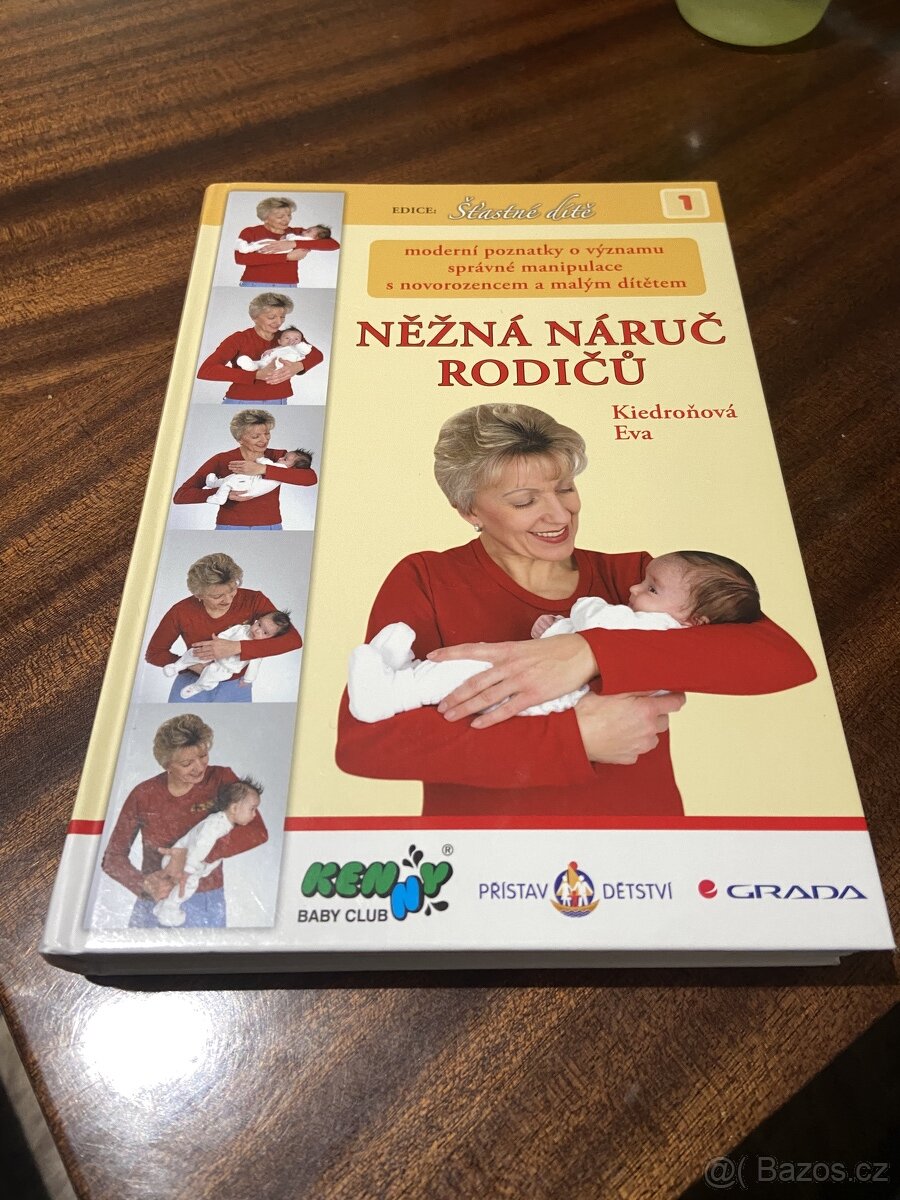 EDICE: Šťastné dítě
1
moderní poznatky o významu
správné manipulace
s novorozencem a malým dítětem
NĚŽNÁ NÁRUČ
RODIČŮ
Kiedroňová
Eva
KENNY ®
BABY CLUB
PŘÍSTAV DĚTSTVÍ
GRADA
@( Bazos.cz